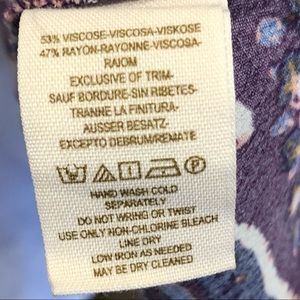 53% VISCOSE-VISCOSA-VISKOSE
47% RAYON-RAYONNE-VISCOSA-
RAIOM
EXCLUSIVE OF TRIM-
SAUF BORDURE-SIN RIBETES-
TRANNE LA FINITURA-
AUSSER BESATZ-
EXCEPTO DEBRUM/REMATE
HAND WASH COLD
SEPARATELY
DO NOT WRING OR TWIST
USE ONLY NON-CHLORINE BLEACH
LINE DRY
LOW IRON AS NEEDED
MAY BE DRY CLEANED